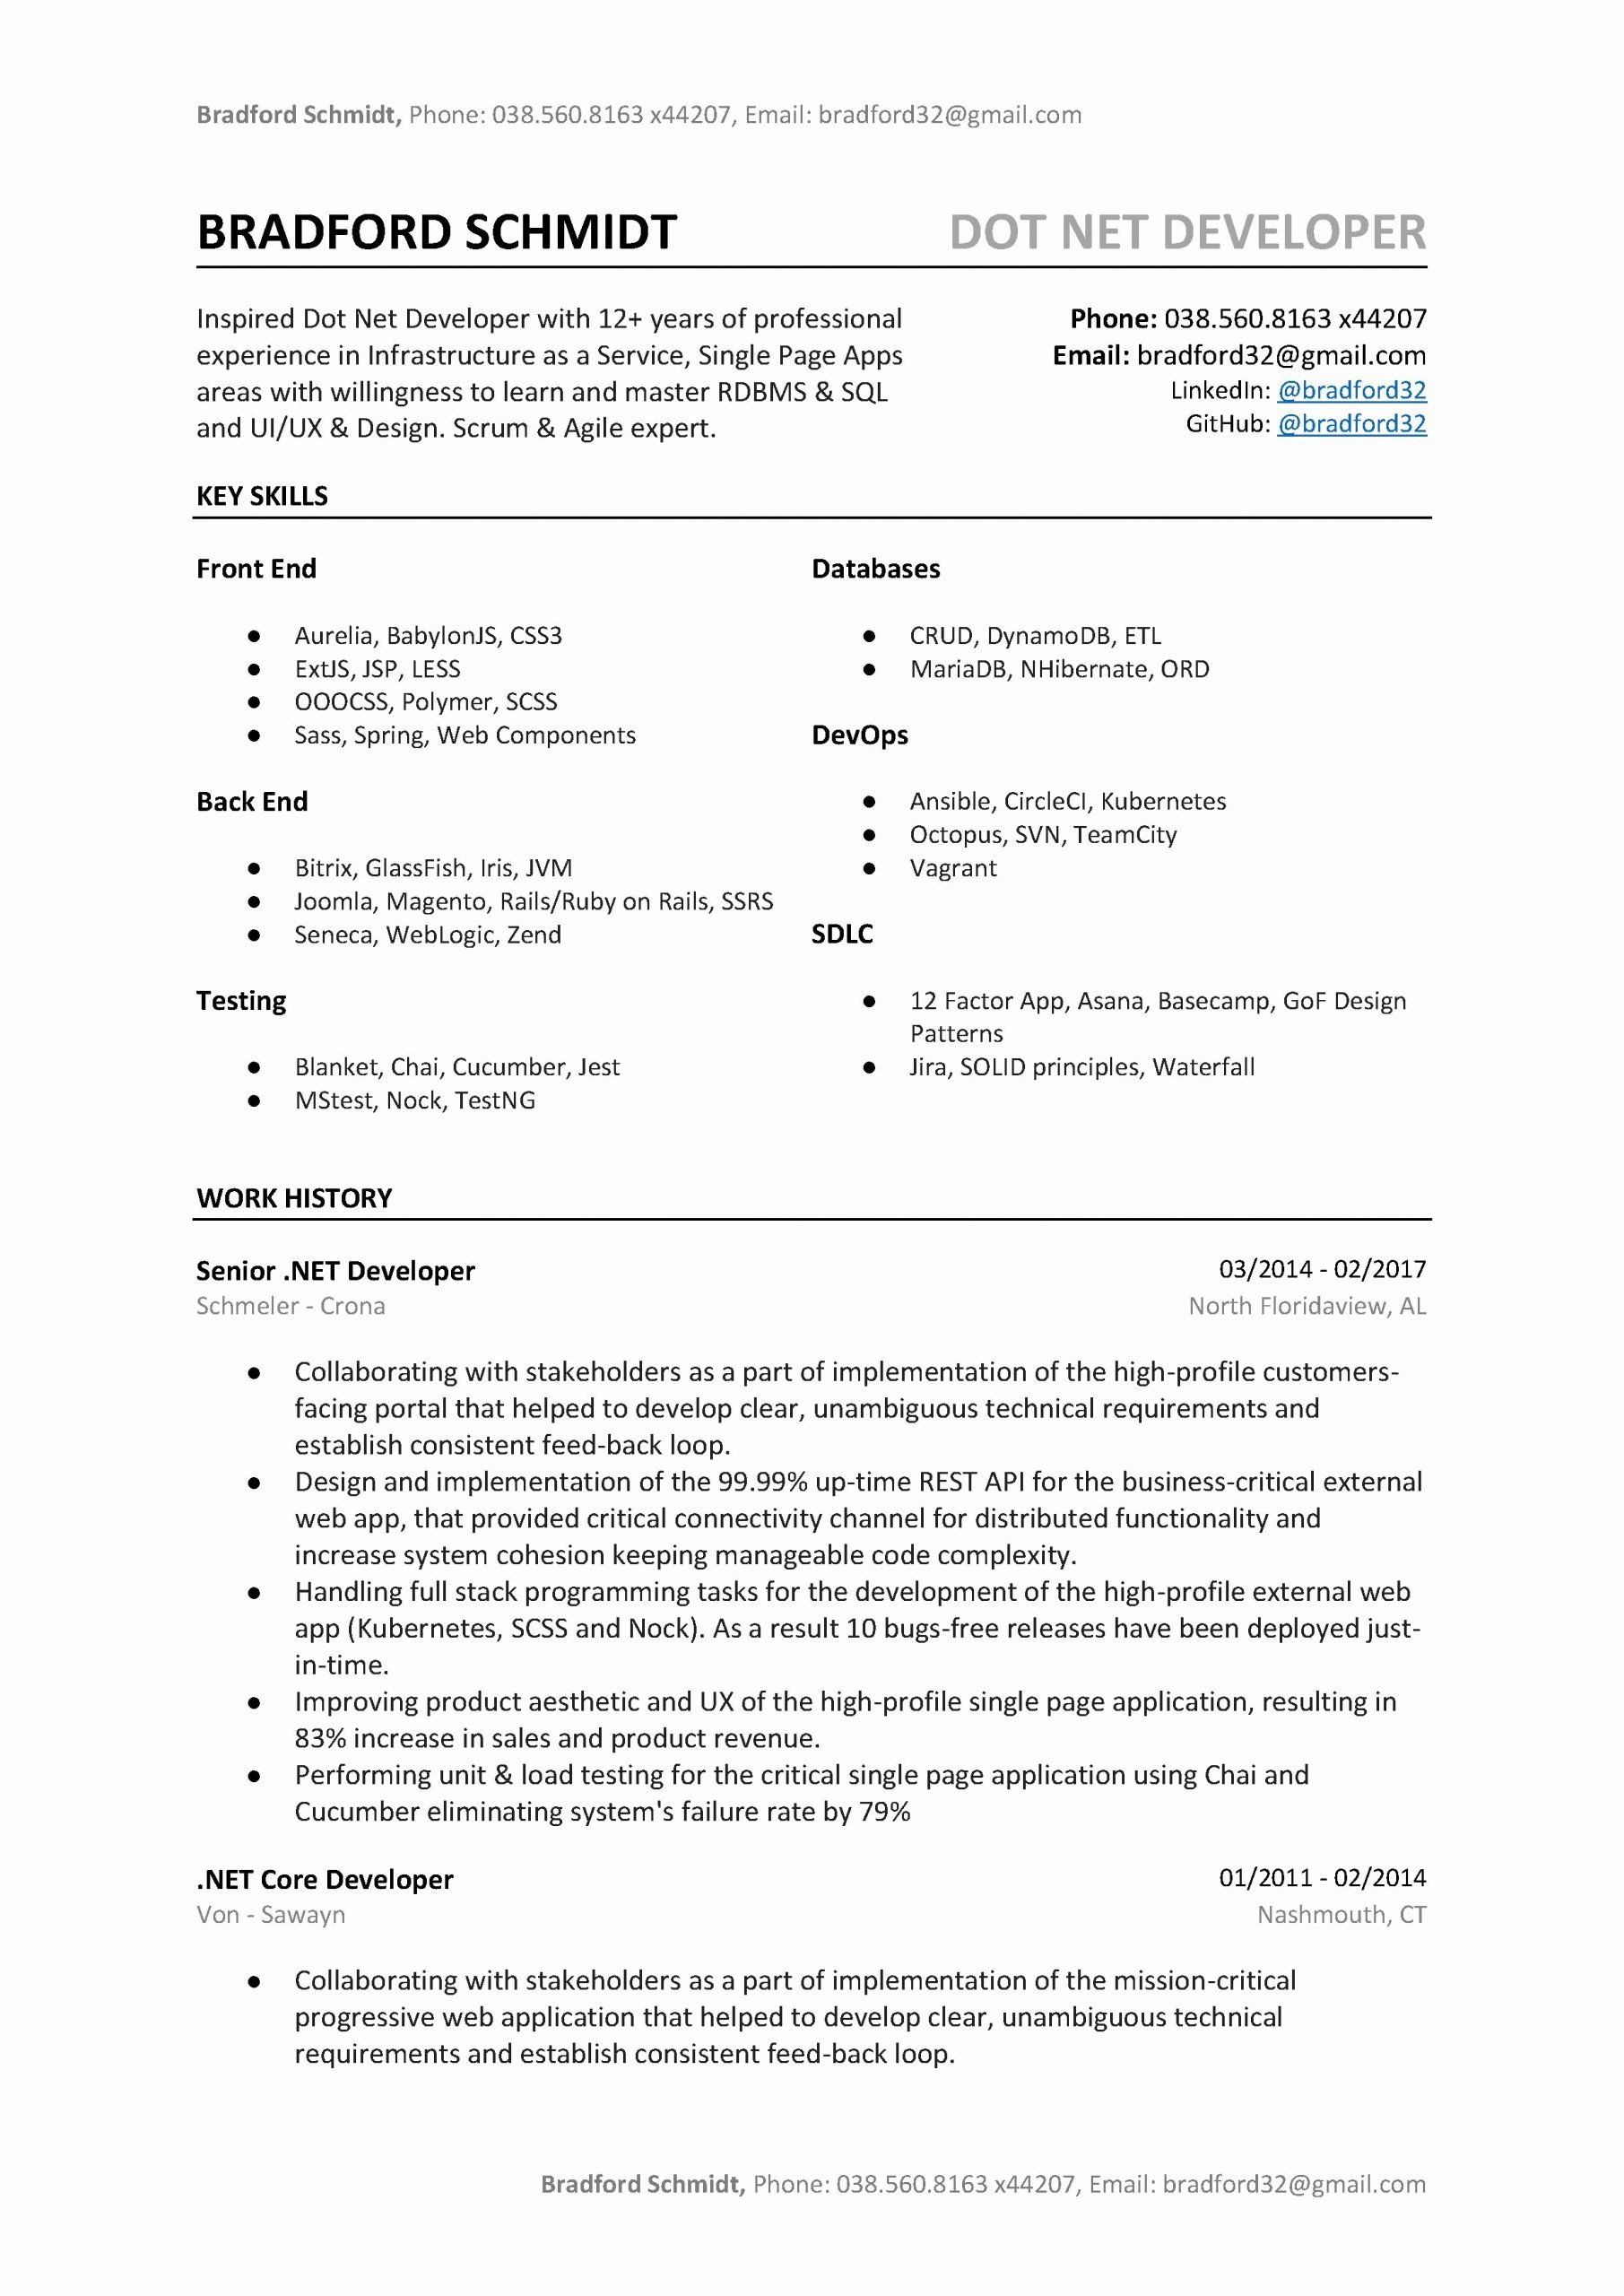 Bradford Schmidt, Phone: 038.560.8163 x44207, Email: bradford32@gmail.com
BRADFORD SCHMIDT
DOT NET DEVELOPER
Inspired Dot Net Developer with 12+ years of professional
experience in Infrastructure as a Service, Single Page Apps
areas with willingness to learn and master RDBMS & SQL
and UI/UX & Design. Scrum & Agile expert.
Phone: 038.560.8163 x44207
Email: bradford32@gmail.com
LinkedIn: @bradford32
GitHub: @bradford32
KEY SKILLS
Front End
● Aurelia, BabylonJS, CSS3
● ExtJS, JSP, LESS
● OOOCSS, Polymer, SCSS
● Sass, Spring, Web Components
Back End
● Bitrix, GlassFish, Iris, JVM
● Joomla, Magento, Rails/Ruby on Rails, SSRS
● Seneca, WebLogic, Zend
Testing
● Blanket, Chai, Cucumber, Jest
● MStest, Nock, TestNG
Databases
● CRUD, DynamoDB, ETL
● MariaDB, NHibernate, ORD
DevOps
● Ansible, CircleCI, Kubernetes
● Octopus, SVN, TeamCity
● Vagrant
SDLC
● 12 Factor App, Asana, Basecamp, GoF Design
Patterns
● Jira, SOLID principles, Waterfall
WORK HISTORY
Senior .NET Developer
03/2014 - 02/2017
Schmeler - Crona
North Floridaview, AL
● Collaborating with stakeholders as a part of implementation of the high-profile customers-
facing portal that helped to develop clear, unambiguous technical requirements and
establish consistent feed-back loop.
● Design and implementation of the 99.99% up-time REST API for the business-critical external
web app, that provided critical connectivity channel for distributed functionality and
increase system cohesion keeping manageable code complexity.
● Handling full stack programming tasks for the development of the high-profile external web
app (Kubernetes, SCSS and Nock). As a result 10 bugs-free releases have been deployed just-
in-time.
● Improving product aesthetic and UX of the high-profile single page application, resulting in
83% increase in sales and product revenue.
● Performing unit & load testing for the critical single page application using Chai and
Cucumber eliminating system's failure rate by 79%
.NET Core Developer
01/2011 - 02/2014
Von - Sawayn
Nashmouth, CT
● Collaborating with stakeholders as a part of implementation of the mission-critical
progressive web application that helped to develop clear, unambiguous technical
requirements and establish consistent feed-back loop.
Bradford Schmidt, Phone: 038.560.8163 x44207, Email: bradford32@gmail.com